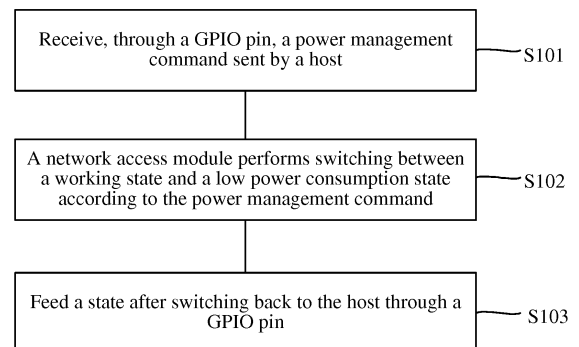 Receive, through a GPIO pin, a power management
command sent by a host
S101
A network access module performs switching between
a working state and a low power consumption state
according to the power management command
S102
Feed a state after switching back to the host through a
GPIO pin
S103